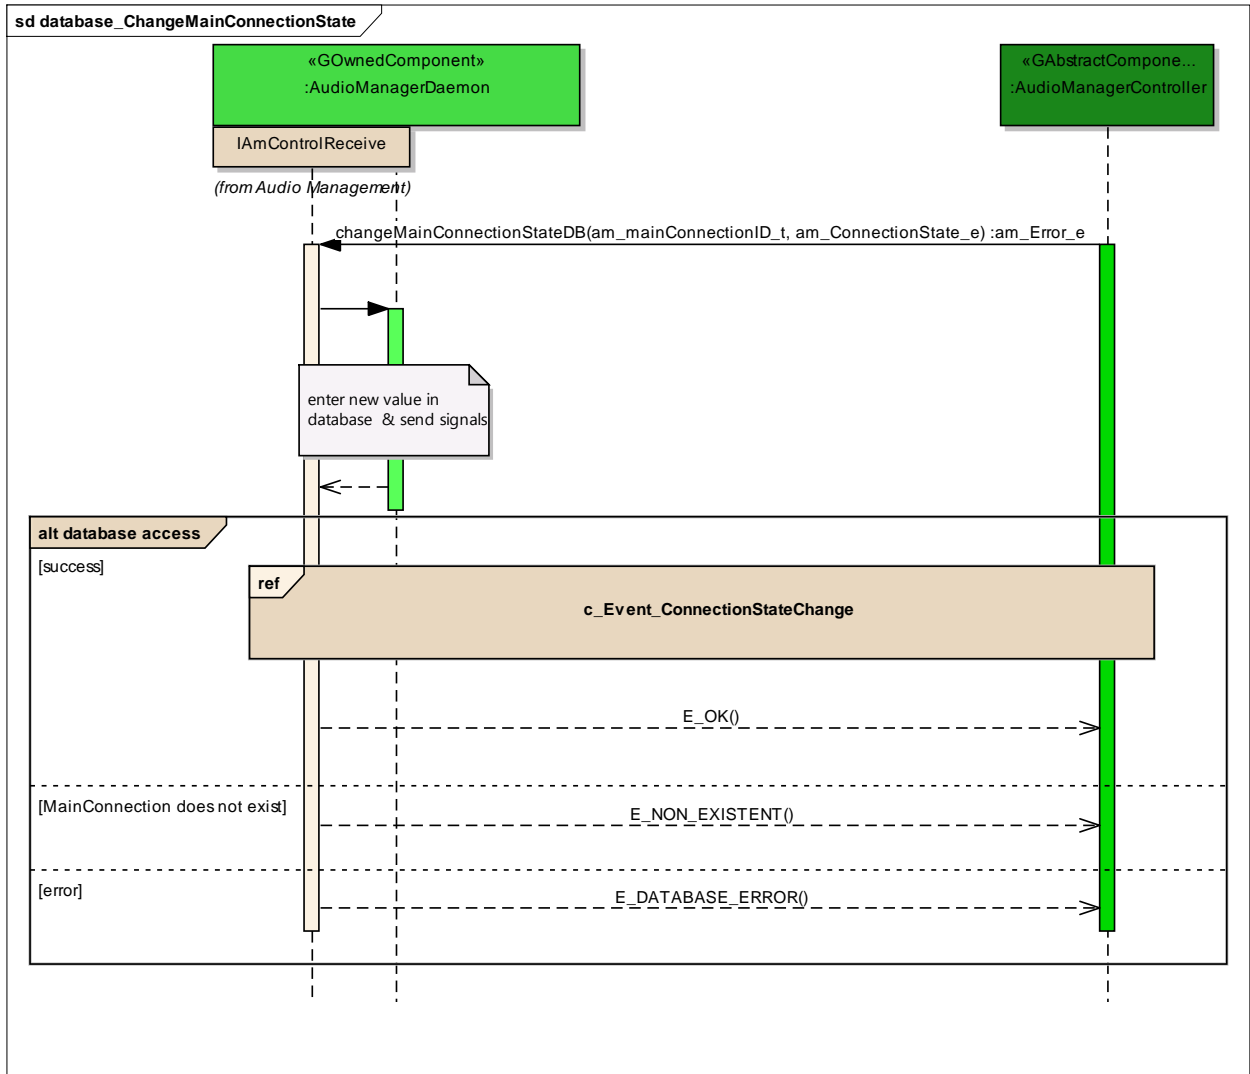 sd database_ChangeMainConnectionState
«GOwnedComponent»
:AudioManagerDaemon
«GAbstractCompone...
:AudioManagerController
IAmControlReceive
(from Audio Management)
changeMainConnectionStateDB(am_mainConnectionID_t, am_ConnectionState_e) :am_Error_e
enter new value in
database & send signals
alt database access
[success]
ref
c_Event_ConnectionStateChange
E_OK()
[MainConnection does not exist]
E_NON_EXISTENT()
[error]
E_DATABASE_ERROR()